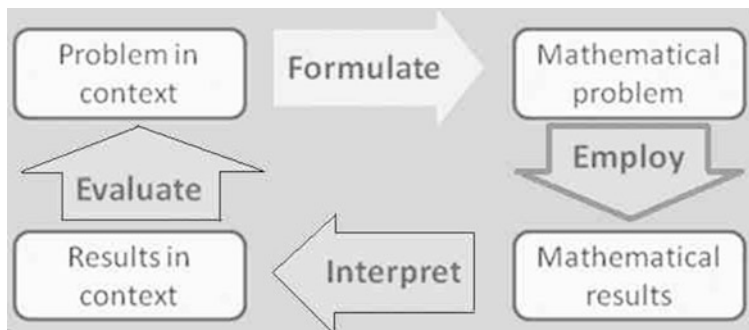 Problem in
context
Formulate
Mathematical
problem
Employ
Evaluate
Results in
context
Interpret
Mathematical
results